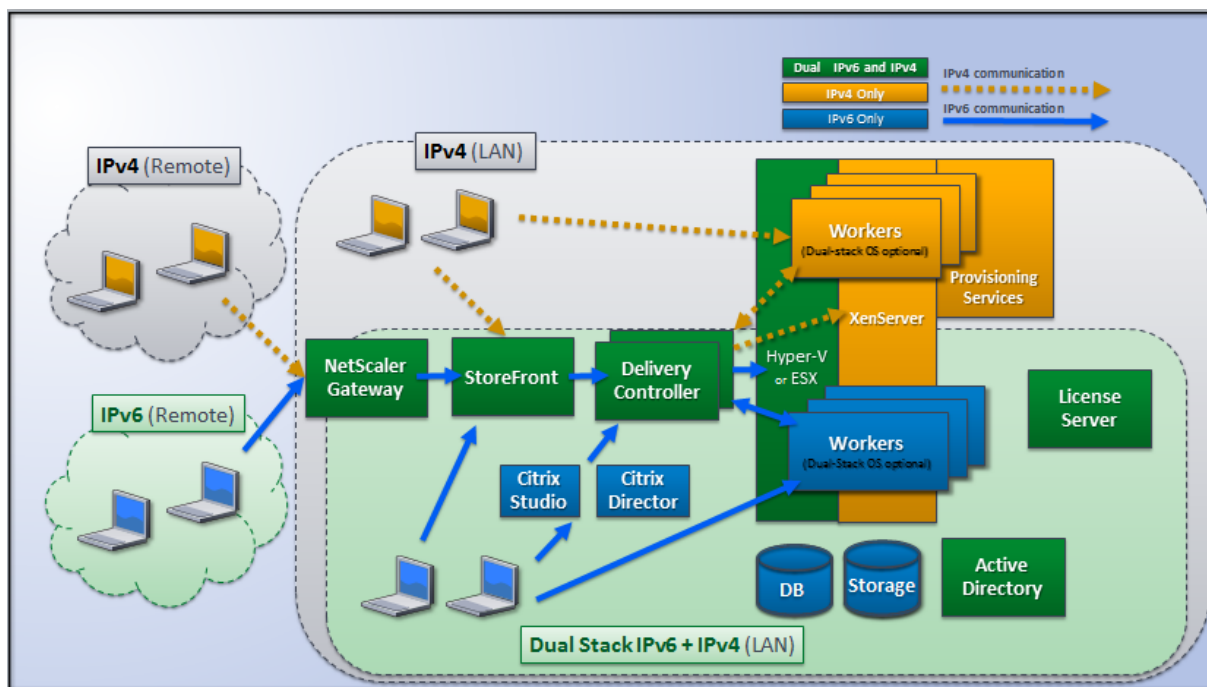 Dual IPv6 and IPv4
IPv4 Only
IPv6 Only
IPv4 communication
IPv6 communication
IPv4 (Remote)
IPv4 (LAN)
Workers
(Dual-stack OS optional)
Provisioning
Services
XenServer
Hyper-V
or ESX
NetScaler
Gateway
StoreFront
Delivery
Controller
License
Server
IPv6 (Remote)
Workers
(Dual-Stack OS optional)
Citrix
Studio
Citrix
Director
DB
Storage
Active
Directory
Dual Stack IPv6 + IPv4 (LAN)